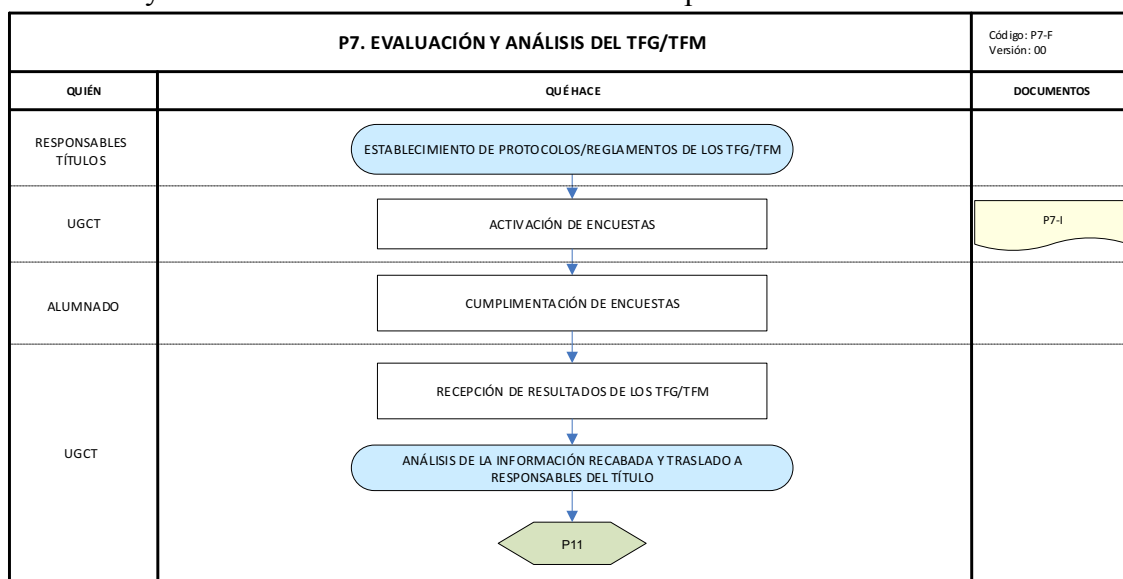 P7. EVALUACIÓN Y ANÁLISIS DEL TFG/TFM
Código: P7-F
Versión: 00
QUIÉN
QUÉ HACE
DOCUMENTOS
RESPONSABLES
TÍTULOS
ESTABLECIMIENTO DE PROTOCOLOS/REGLAMENTOS DE LOS TFG/TFM
UGCT
ACTIVACIÓN DE ENCUESTAS
P7-I
ALUMNADO
CUMPLIMENTACIÓN DE ENCUESTAS
UGCT
RECEPCIÓN DE RESULTADOS DE LOS TFG/TFM
ANÁLISIS DE LA INFORMACIÓN RECABADA Y TRASLADO A
RESPONSABLES DEL TÍTULO
P11